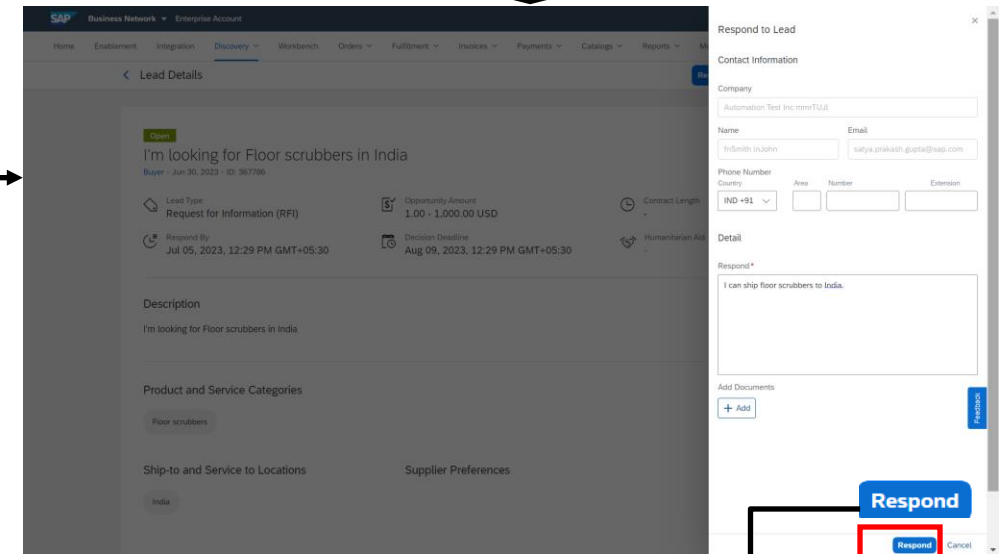 SAP Business Network Enterprise Account
Home Enablement Integration Discovery Workbench Orders Fulfillment Invoices Payments Catalogs Reports
Lead Details
Open
I'm looking for Floor scrubbers in India
Buyer - Jun 30, 2023 - ID: 367786
Lead Type
Request for Information (RFI)
Opportunity Amount
1.00 - 1,000.00 USD
Contract Length
-
Respond By
Jul 05, 2023, 12:29 PM GMT+05:30
Decision Deadline
Aug 09, 2023, 12:29 PM GMT+05:30
Humanitarian Aid
-
Description
I'm looking for Floor scrubbers in India
Product and Service Categories
Floor scrubbers
Ship-to and Service to Locations
Supplier Preferences
India
Respond to Lead
Contact Information
Company
Automation Test Inc
Name
Email
satya.prakash.gupta@sap.com
Phone Number
Country Area Number Extension
IND +91
Detail
Respond*
I can ship floor scrubbers to India.
Add Documents
+ Add
Feedback
Respond
Respond Cancel